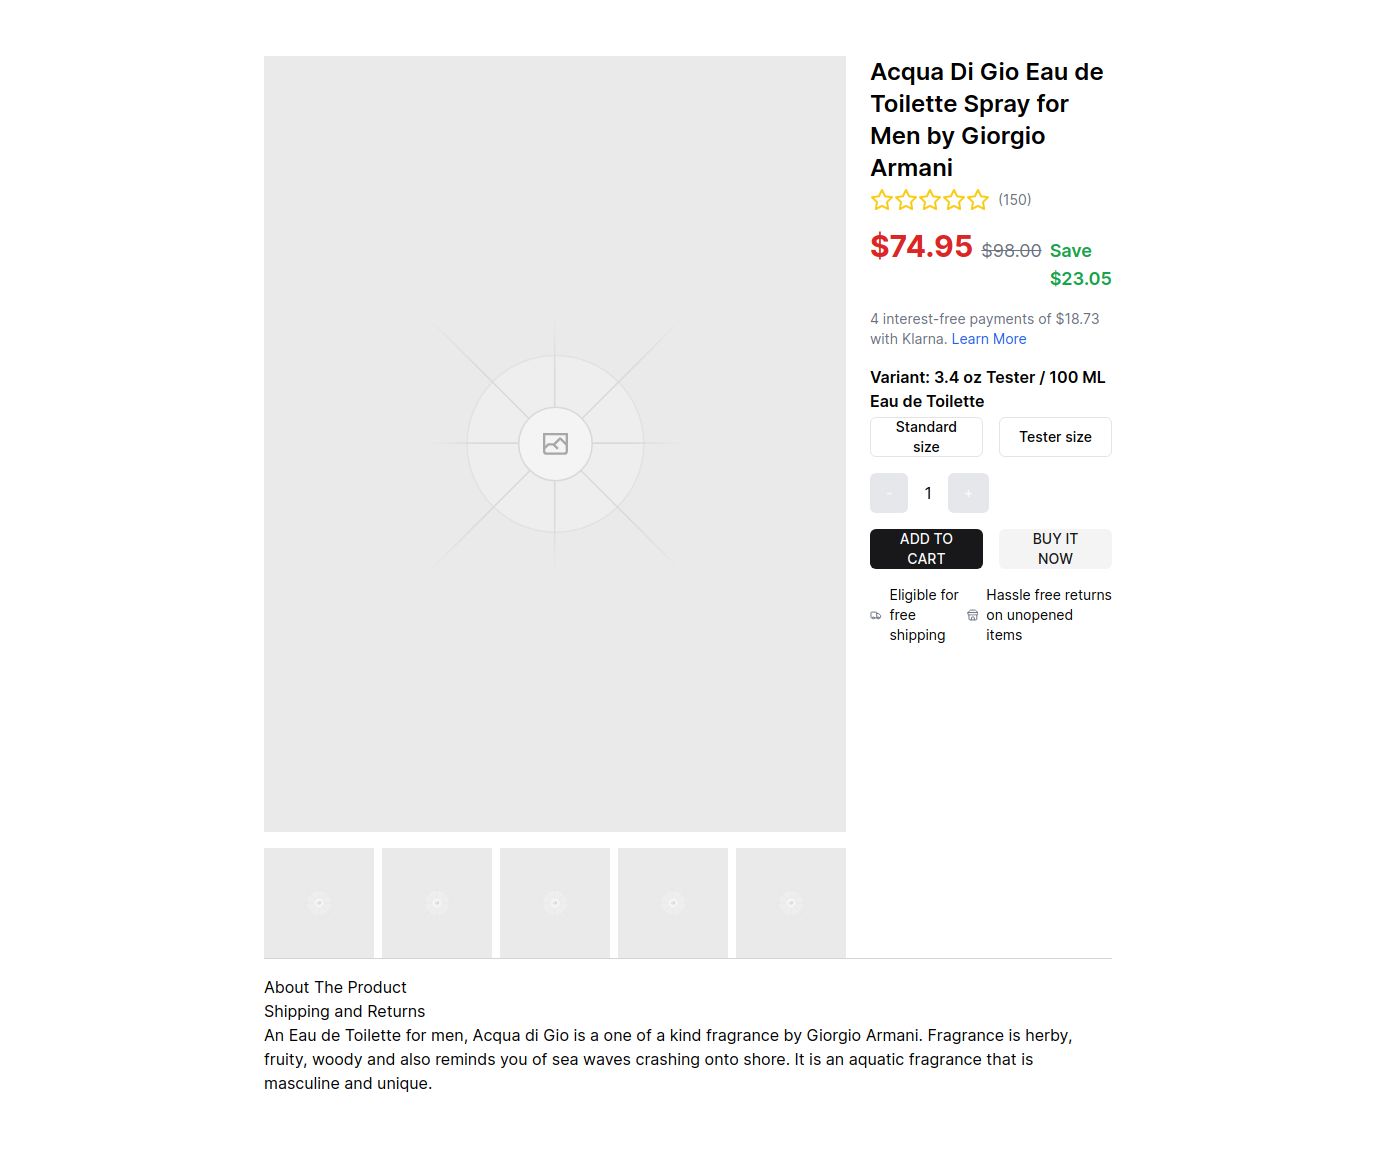 Acqua Di Gio Eau de
Toilette Spray for
Men by Giorgio
Armani
(150)
$74.95 $98.00 Save
$23.05
4 interest-free payments of $18.73
with Klarna. Learn More
Variant: 3.4 oz Tester / 100 ML
Eau de Toilette
Standard
size
Tester size
- 1 +
ADD TO
CART
BUY IT
NOW
Eligible for
free
shipping
Hassle free returns
on unopened
items
About The Product
Shipping and Returns
An Eau de Toilette for men, Acqua di Gio is a one of a kind fragrance by Giorgio Armani. Fragrance is herby,
fruity, woody and also reminds you of sea waves crashing onto shore. It is an aquatic fragrance that is
masculine and unique.